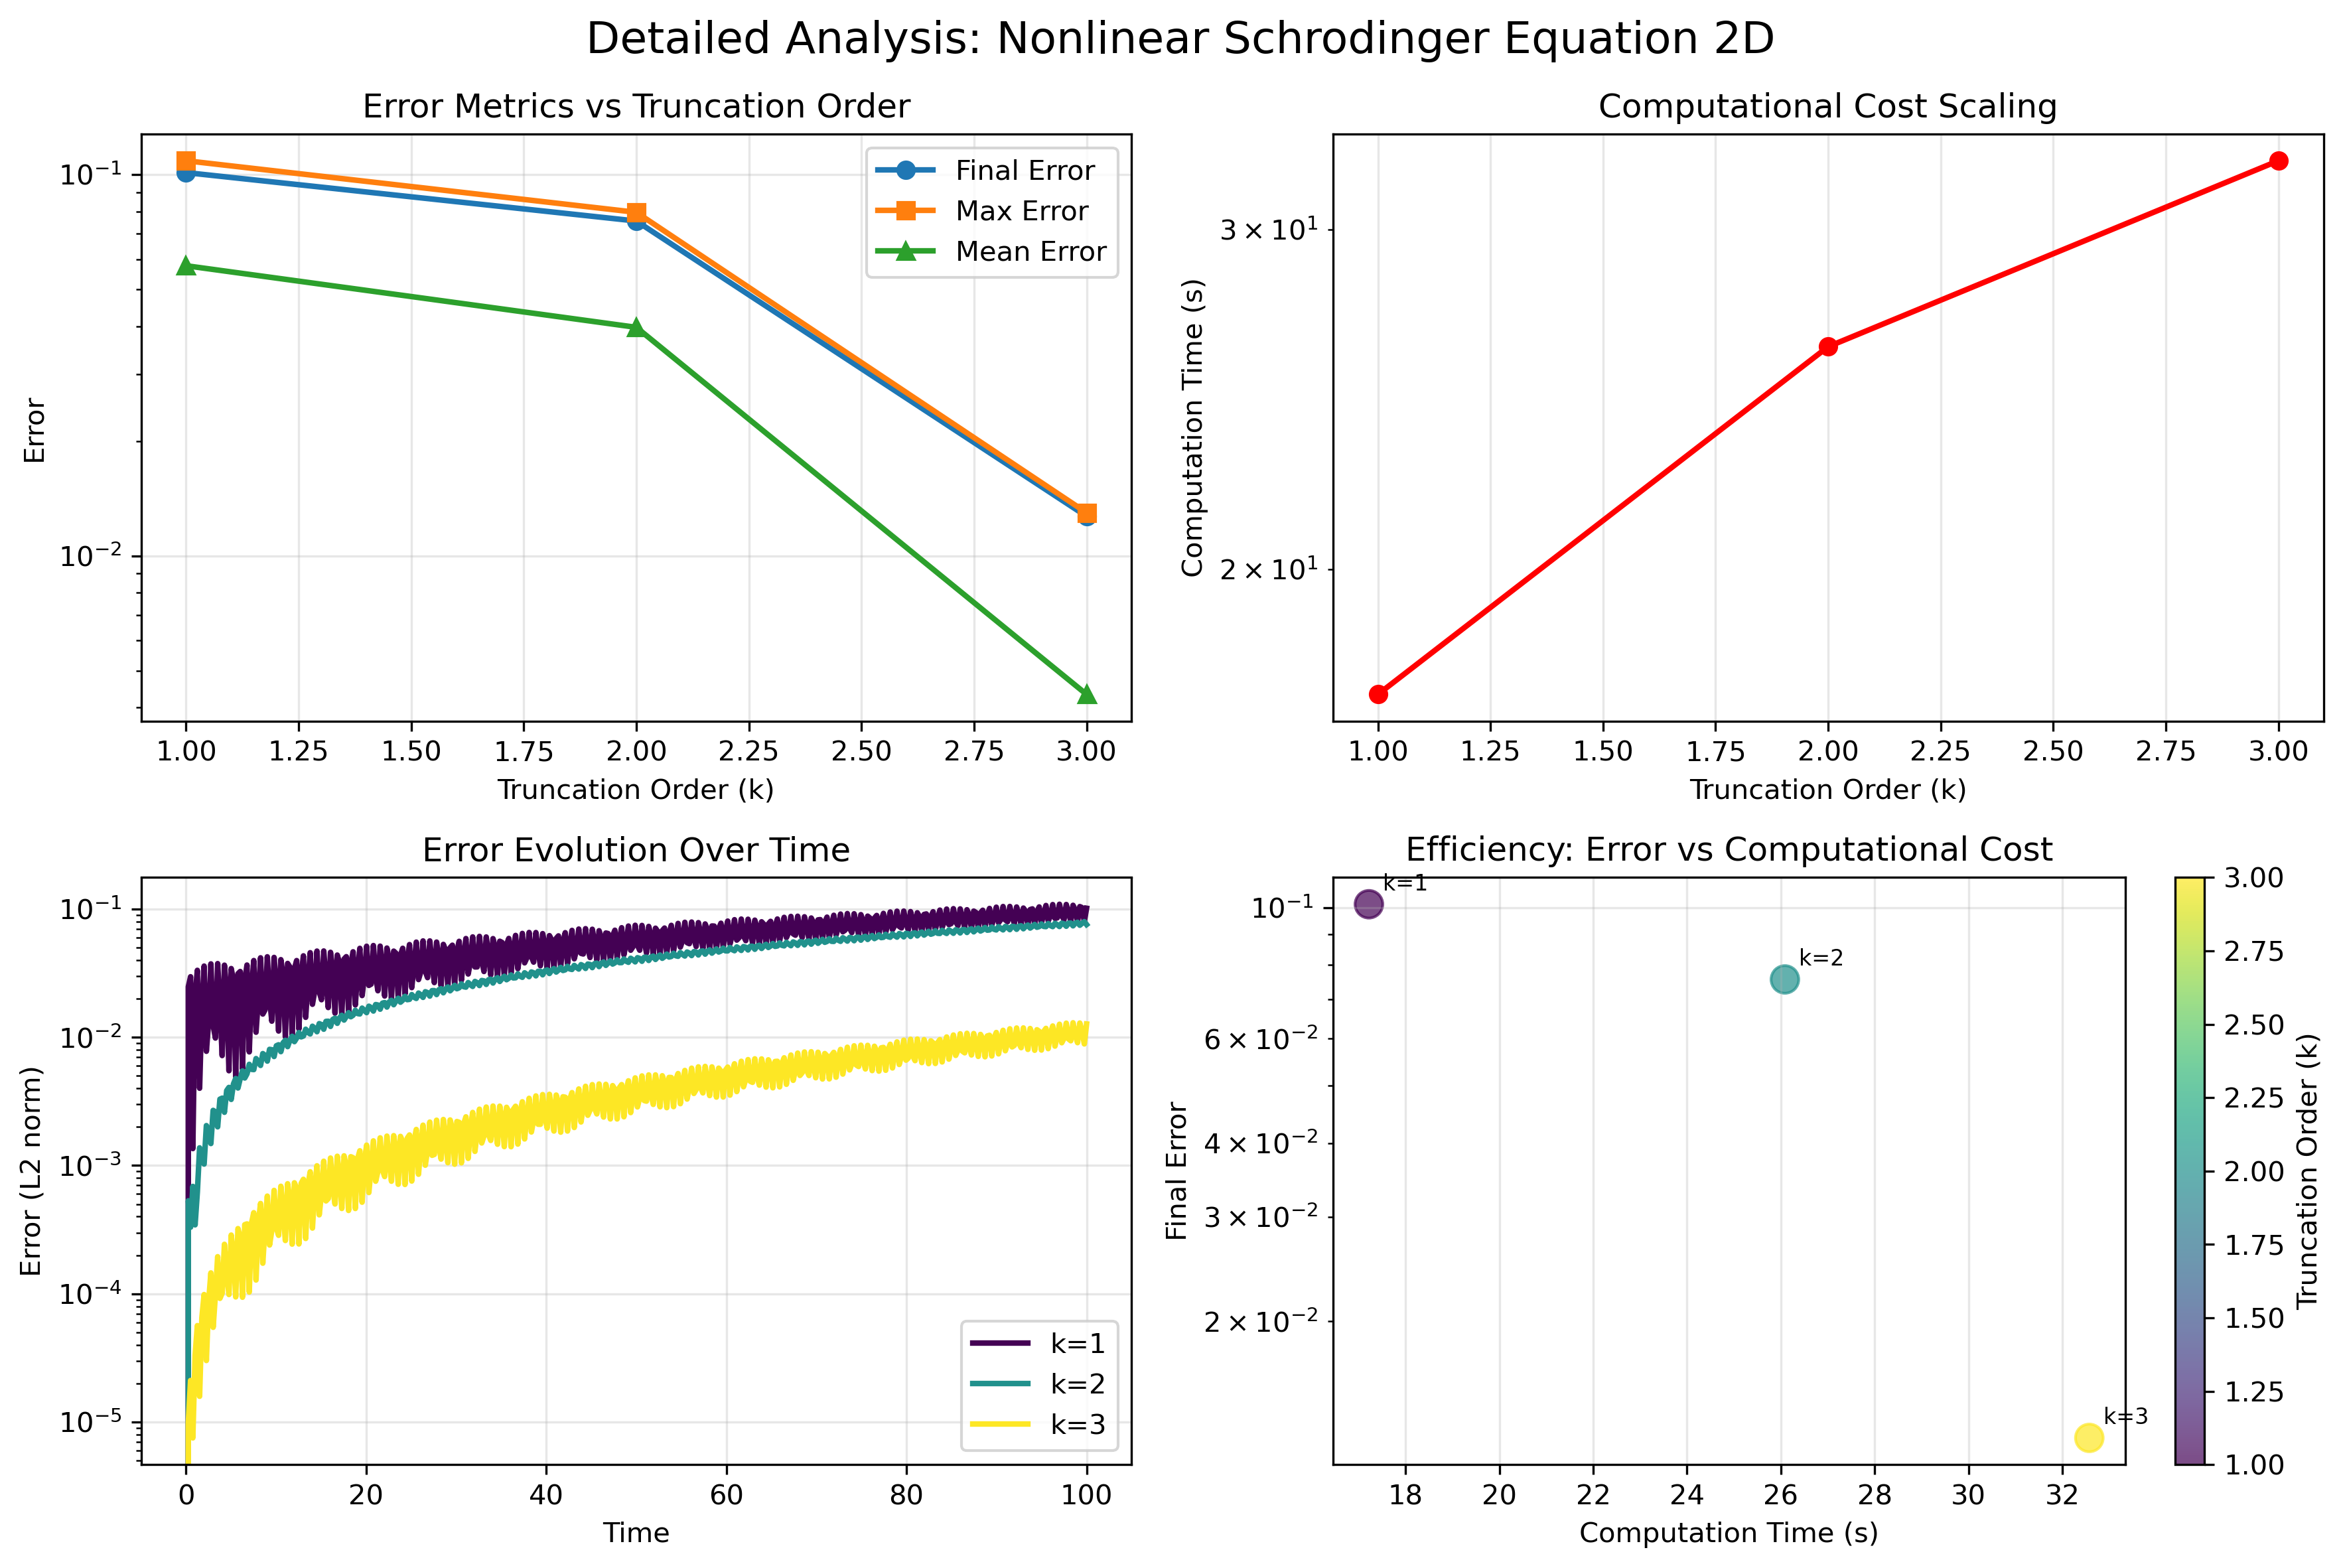 Detailed Analysis: Nonlinear Schrodinger Equation 2D
Error Metrics vs Truncation Order
Error
10⁻¹
10⁻²
Final Error
Max Error
Mean Error
1.00 1.25 1.50 1.75 2.00 2.25 2.50 2.75 3.00
Truncation Order (k)
Computational Cost Scaling
Computation Time (s)
3 × 10¹
2 × 10¹
1.00 1.25 1.50 1.75 2.00 2.25 2.50 2.75 3.00
Truncation Order (k)
Error Evolution Over Time
Error (L2 norm)
10⁻¹
10⁻²
10⁻³
10⁻⁴
10⁻⁵
k=1
k=2
k=3
0 20 40 60 80 100
Time
Efficiency: Error vs Computational Cost
Final Error
10⁻¹
6 × 10⁻²
4 × 10⁻²
3 × 10⁻²
2 × 10⁻²
k=1
k=2
k=3
18 20 22 24 26 28 30 32
Computation Time (s)
3.00
2.75
2.50
2.25
2.00
1.75
1.50
1.25
1.00
Truncation Order (k)